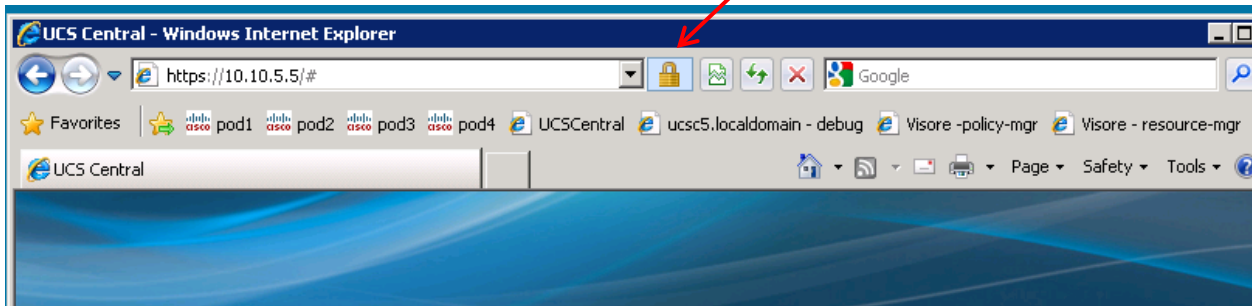 UCS Central - Windows Internet Explorer
https://10.10.5.5/#
Google
Favorites cisco pod1 cisco pod2 cisco pod3 cisco pod4 UCSCentral ucsc5.localdomain - debug Visore -policy-mgr Visore - resource-mgr
UCS Central Page Safety Tools